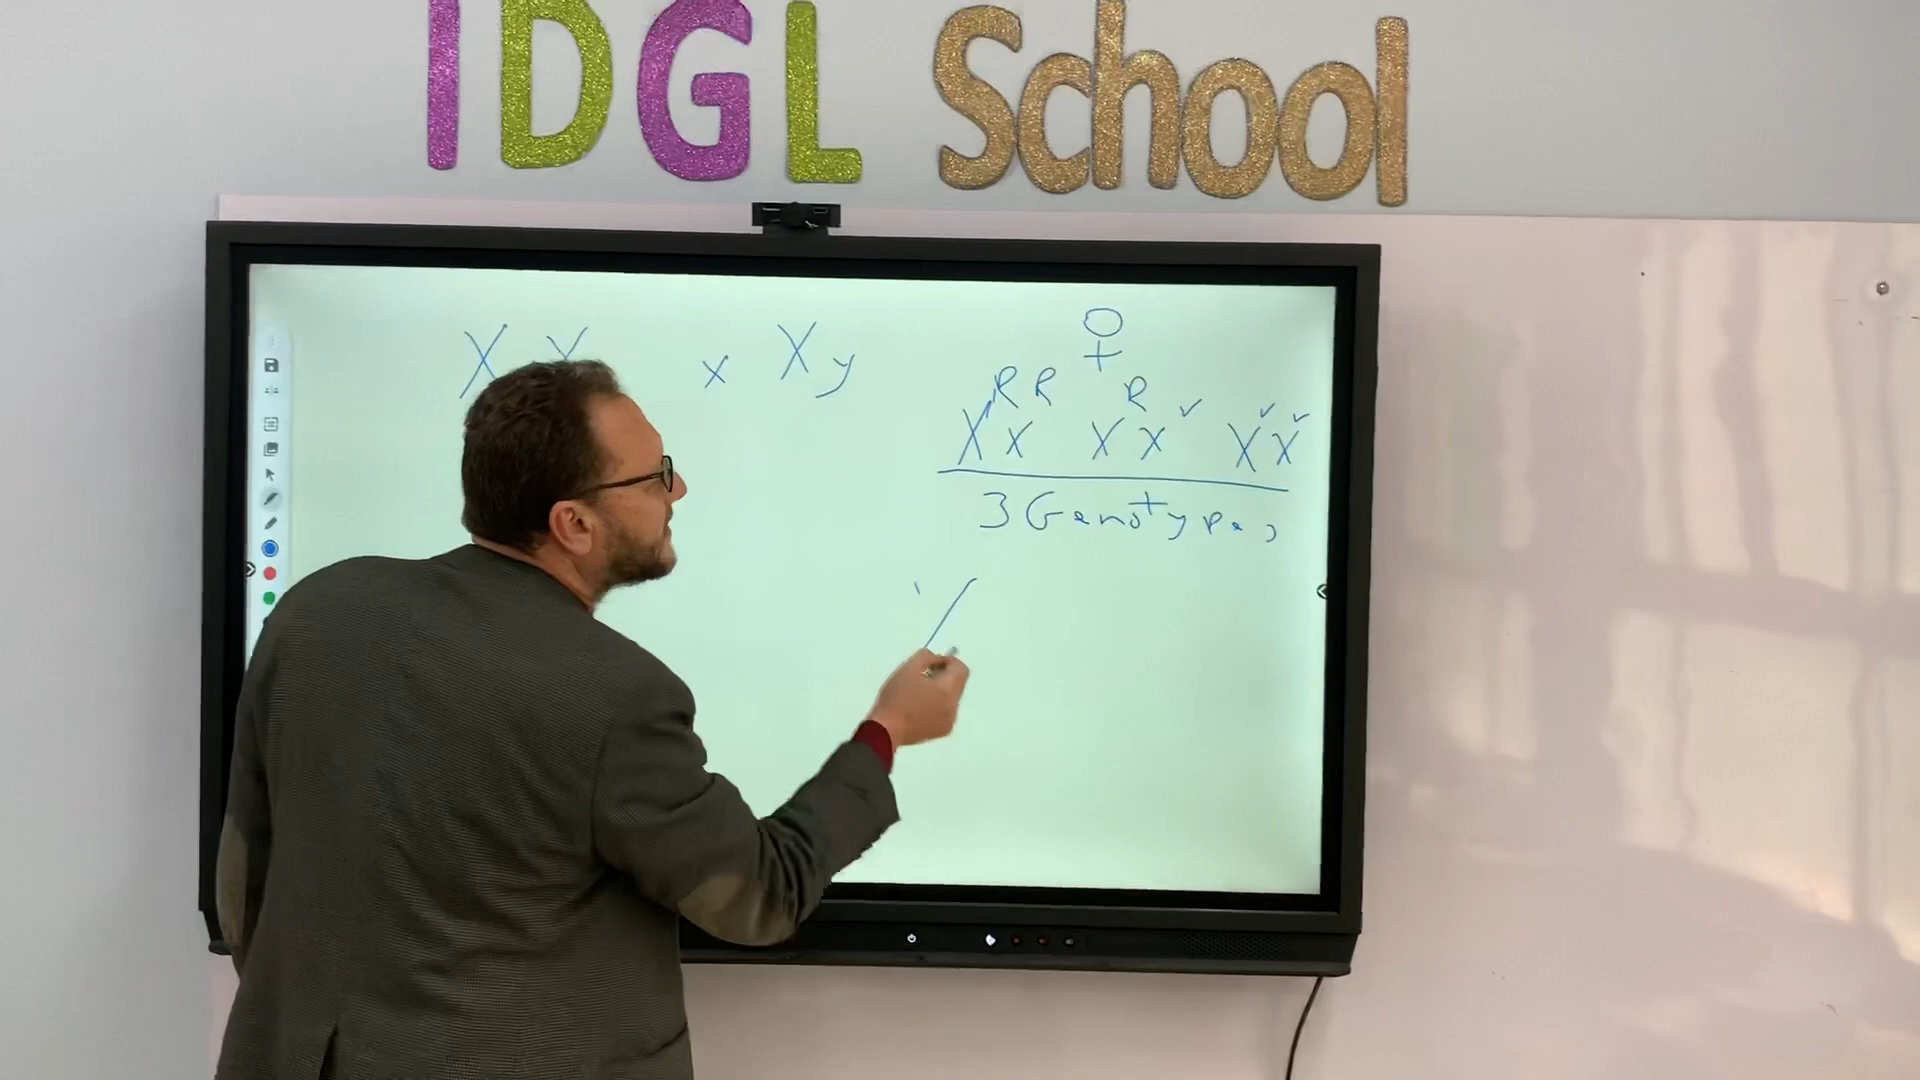 IDGL School
X X x X y
♀
R R R
X X X X ✓ X ✓ X ✓
3 Genotypes